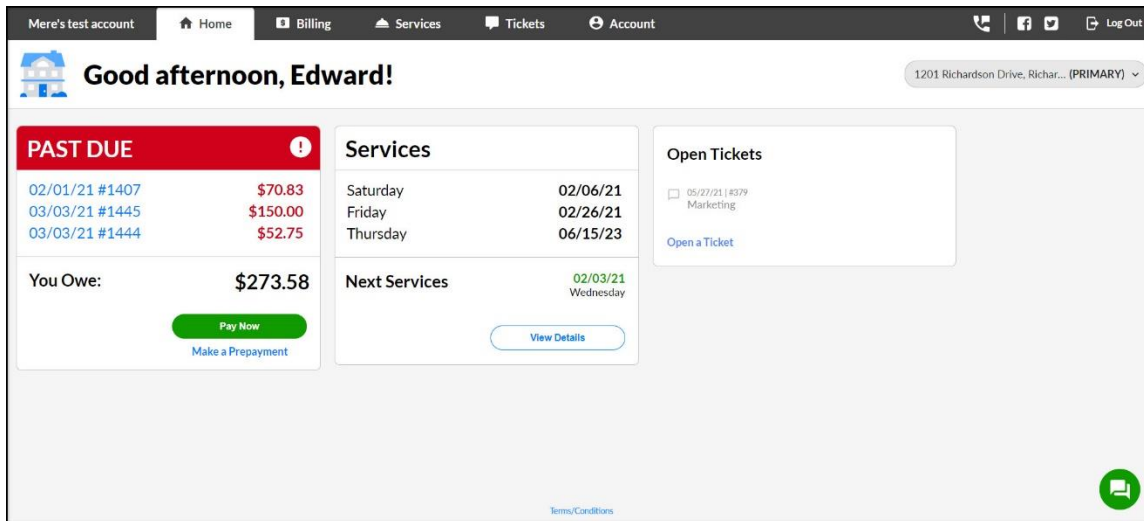 Mere's test account Home Billing Services Tickets Account Log Out
Good afternoon, Edward!
1201 Richardson Drive, Richar... (PRIMARY)
PAST DUE
02/01/21 #1407 $70.83
03/03/21 #1445 $150.00
03/03/21 #1444 $52.75
You Owe: $273.58
Pay Now
Make a Prepayment
Services
Saturday 02/06/21
Friday 02/26/21
Thursday 06/15/23
Next Services 02/03/21
Wednesday
View Details
Open Tickets
05/27/21 | #379
Marketing
Open a Ticket
Terms/Conditions